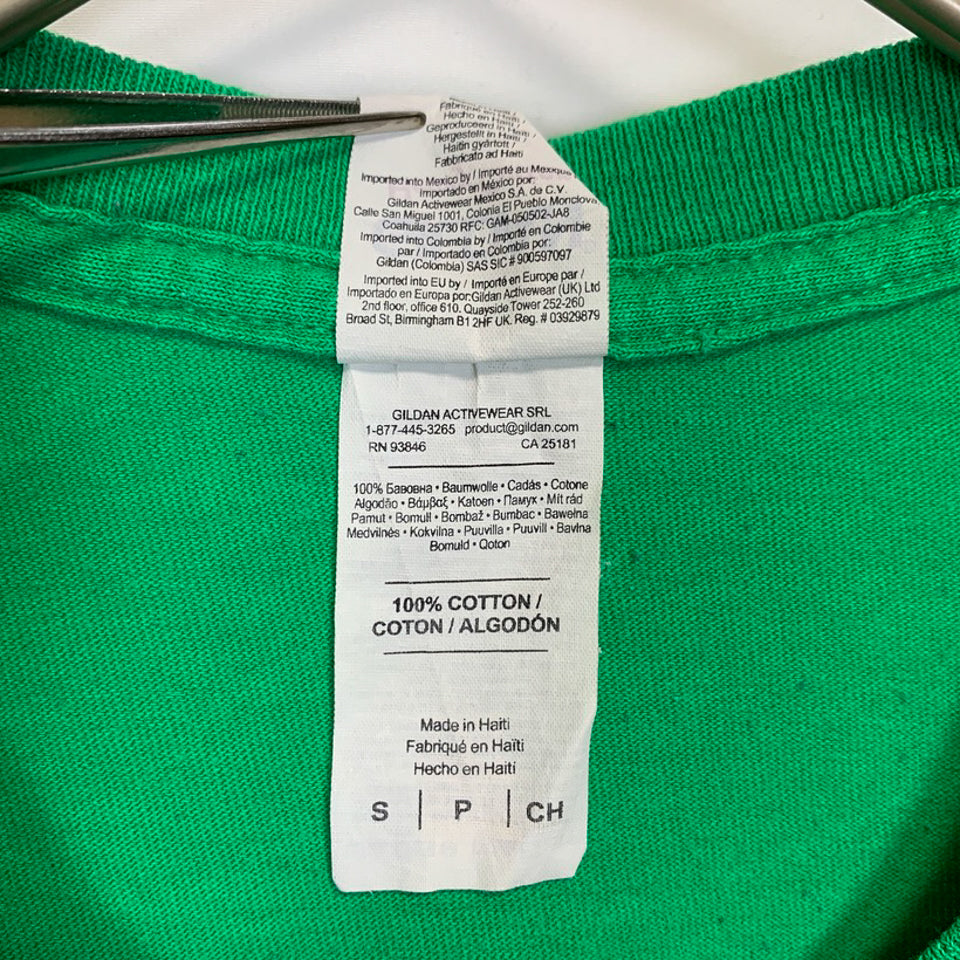 Fabriqué en Haïti /
Hecho en Haiti /
Geproduceerd in Haiti /
Hergestellt in Haiti /
Haitin gyártott /
Fabbricato ad Haiti
Imported into Mexico by / Importé au Mexique
Importado en México por:
Gildan Activewear Mexico S.A. de C.V.
Calle San Miguel 1001, Colonia El Pueblo Monclova
Coahuila 25730 RFC: GAM-050502-JA8
Imported into Colombia by / Importé en Colombie
par / Importado en Colombia por:
Gildan (Colombia) SAS SIC # 900597097
Imported into EU by / Importé en Europe par /
Importado en Europa por:Gildan Activewear (UK) Ltd
2nd floor, office 610. Quayside Tower 252-260
Broad St, Birmingham B1 2HF UK. Reg. # 03929879
GILDAN ACTIVEWEAR SRL
1-877-445-3265 product@gildan.com
RN 93846 CA 25181
100% Бавовна • Baumwolle • Cadás • Cotone
Algodão • Βάμβαξ • Katoen • Памук • Mit rád
Pamut • Bomull • Bombaž • Bumbac • Bawełna
Medvilnės • Kokvilna • Puuvilla • Puuvill • Bavlna
Bomuld • Qoton
100% COTTON /
COTON / ALGODÓN
Made in Haiti
Fabriqué en Haïti
Hecho en Haiti
S | P | CH